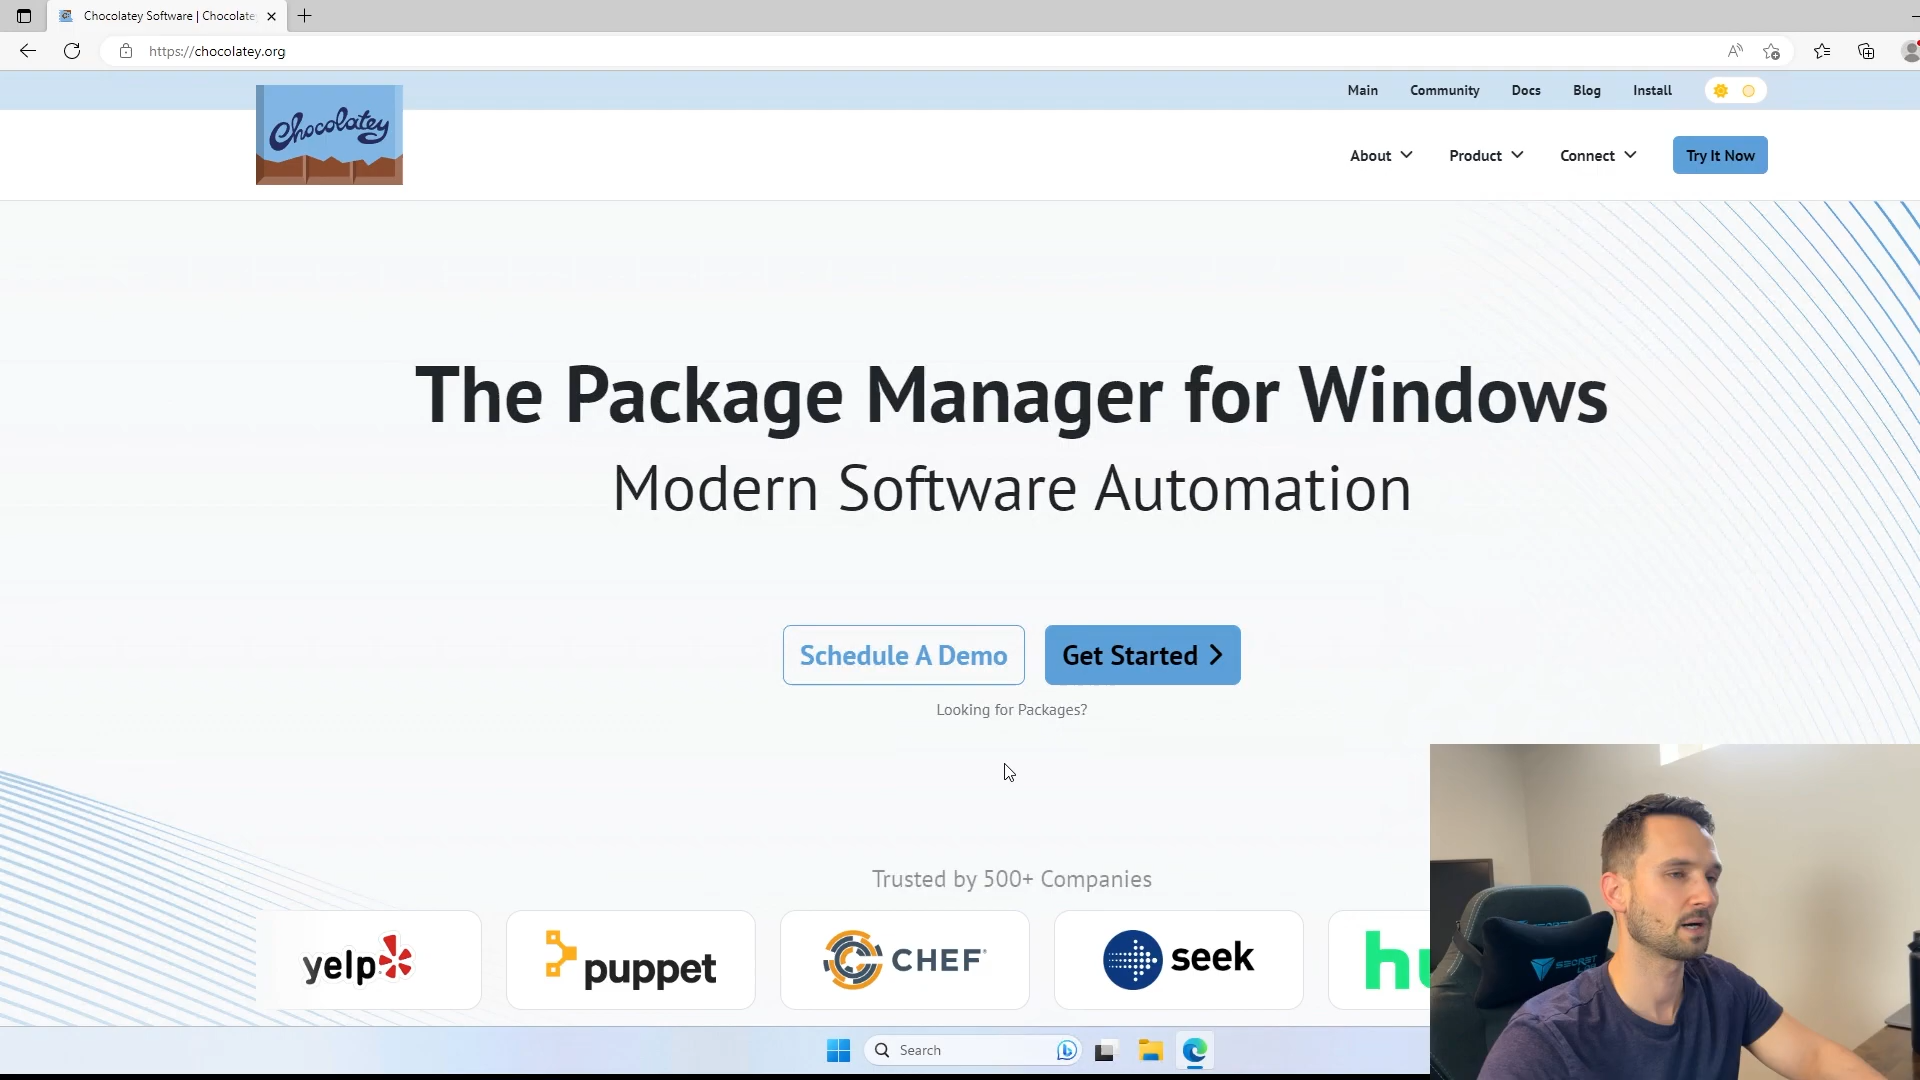 Chocolatey Software | Chocolate
https://chocolatey.org
Main
Community
Docs
Blog
Install
Chocolatey
About
Product
Connect
Try It Now
The Package Manager for Windows
Modern Software Automation
Schedule A Demo
Get Started
Looking for Packages?
Trusted by 500+ Companies
yelp
puppet
CHEF
seek
hu
Search